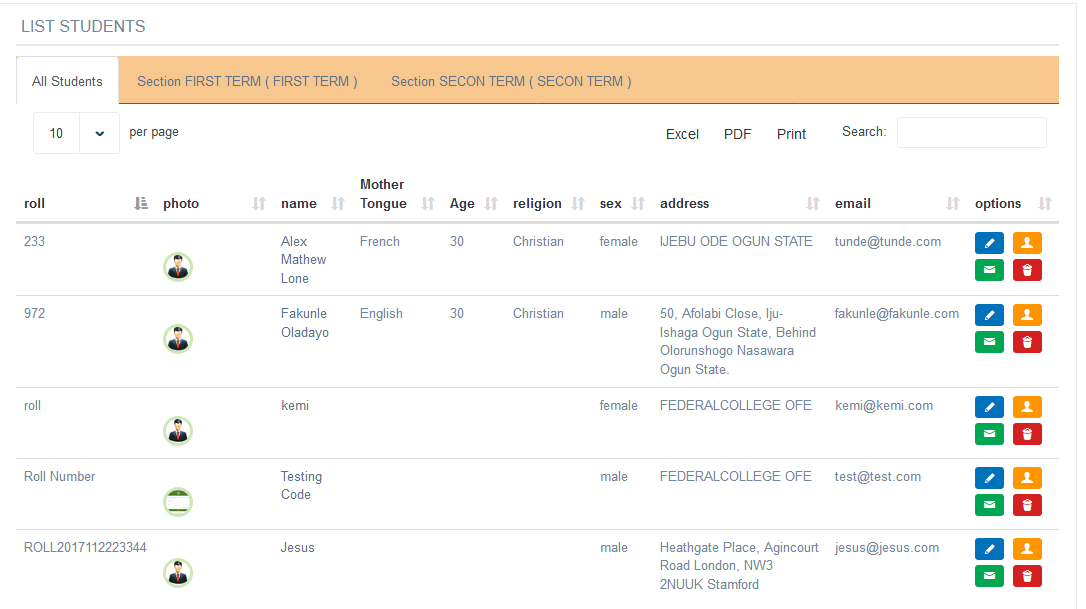 LIST STUDENTS
All Students Section FIRST TERM ( FIRST TERM ) Section SECON TERM ( SECON TERM )
10 per page Excel PDF Print Search:
roll photo name Mother Tongue Age religion sex address email options
233 Alex Mathew Lone French 30 Christian female IJEBU ODE OGUN STATE tunde@tunde.com
972 Fakunle Oladayo English 30 Christian male 50, Afolabi Close, Iju-Ishaga Ogun State, Behind Olorunshogo Nasawara Ogun State. fakunle@fakunle.com
roll kemi female FEDERALCOLLEGE OFE kemi@kemi.com
Roll Number Testing Code male FEDERALCOLLEGE OFE test@test.com
ROLL2017112223344 Jesus male Heathgate Place, Agincourt Road London, NW3 2NUUK Stamford jesus@jesus.com